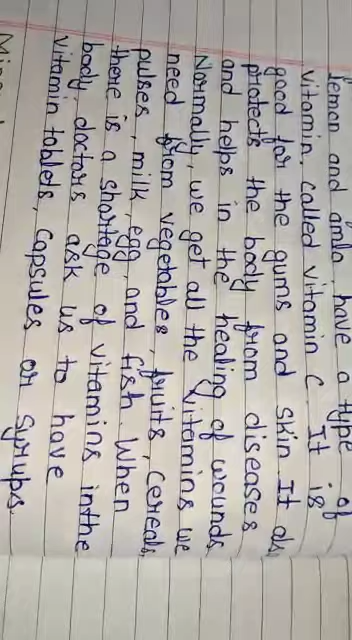 lemon and amla have a type of
vitamin, called vitamin C It is
good for the gums and skin It
protects the body from diseases
and helps in the healing of wounds
Normally, we get all the vitamins we
need from vegetables, fruits, cereals,
pulses, milk, egg, and fish. When
there is a shortage of vitamins inthe
body, doctors ask us to have
vitamin tablets, capsules or syrups.